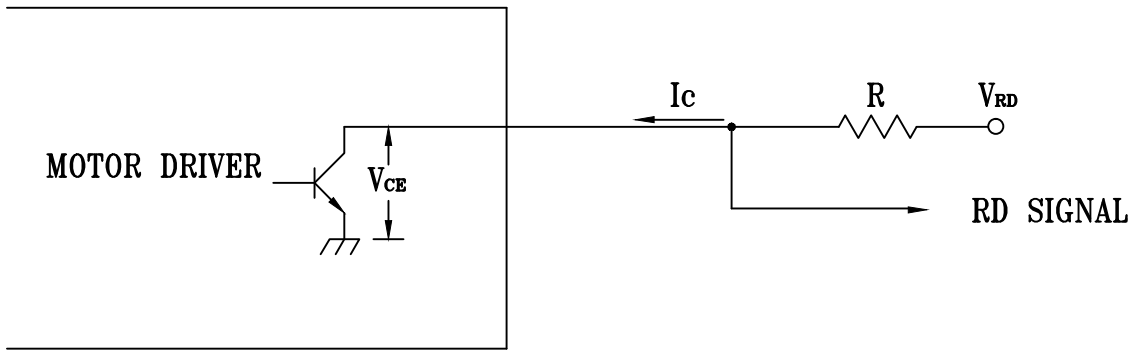 Ic
R
VRD
MOTOR DRIVER
VCE
RD SIGNAL